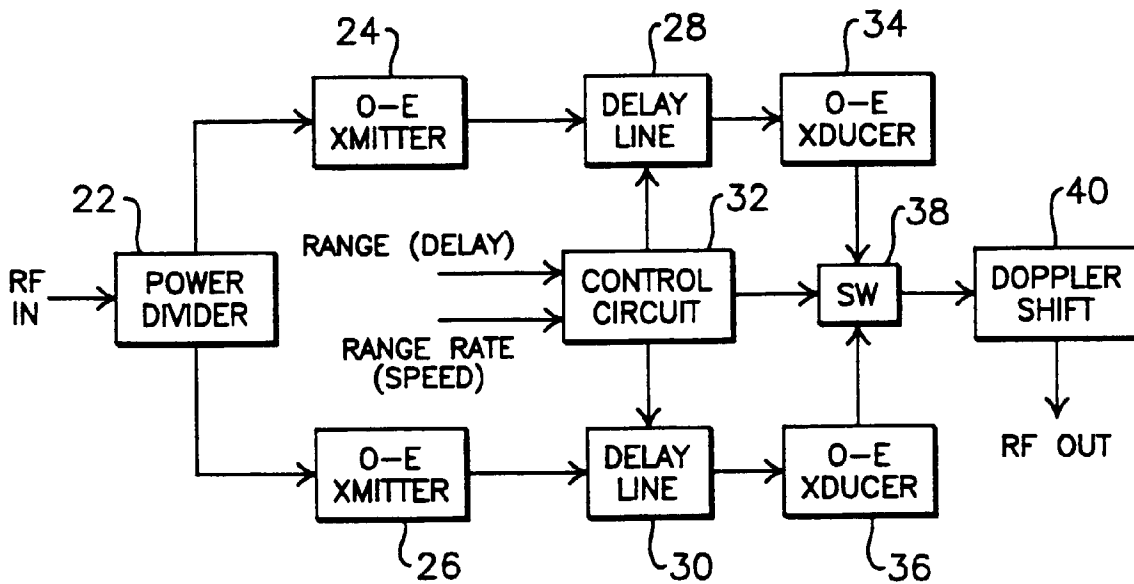 24
28
34
O-E
XMITTER
DELAY
LINE
O-E
XDUCER
22
32
38
40
RANGE (DELAY)
RF
IN
POWER
DIVIDER
CONTROL
CIRCUIT
SW
DOPPLER
SHIFT
RANGE RATE
(SPEED)
O-E
XMITTER
DELAY
LINE
O-E
XDUCER
RF OUT
26
30
36